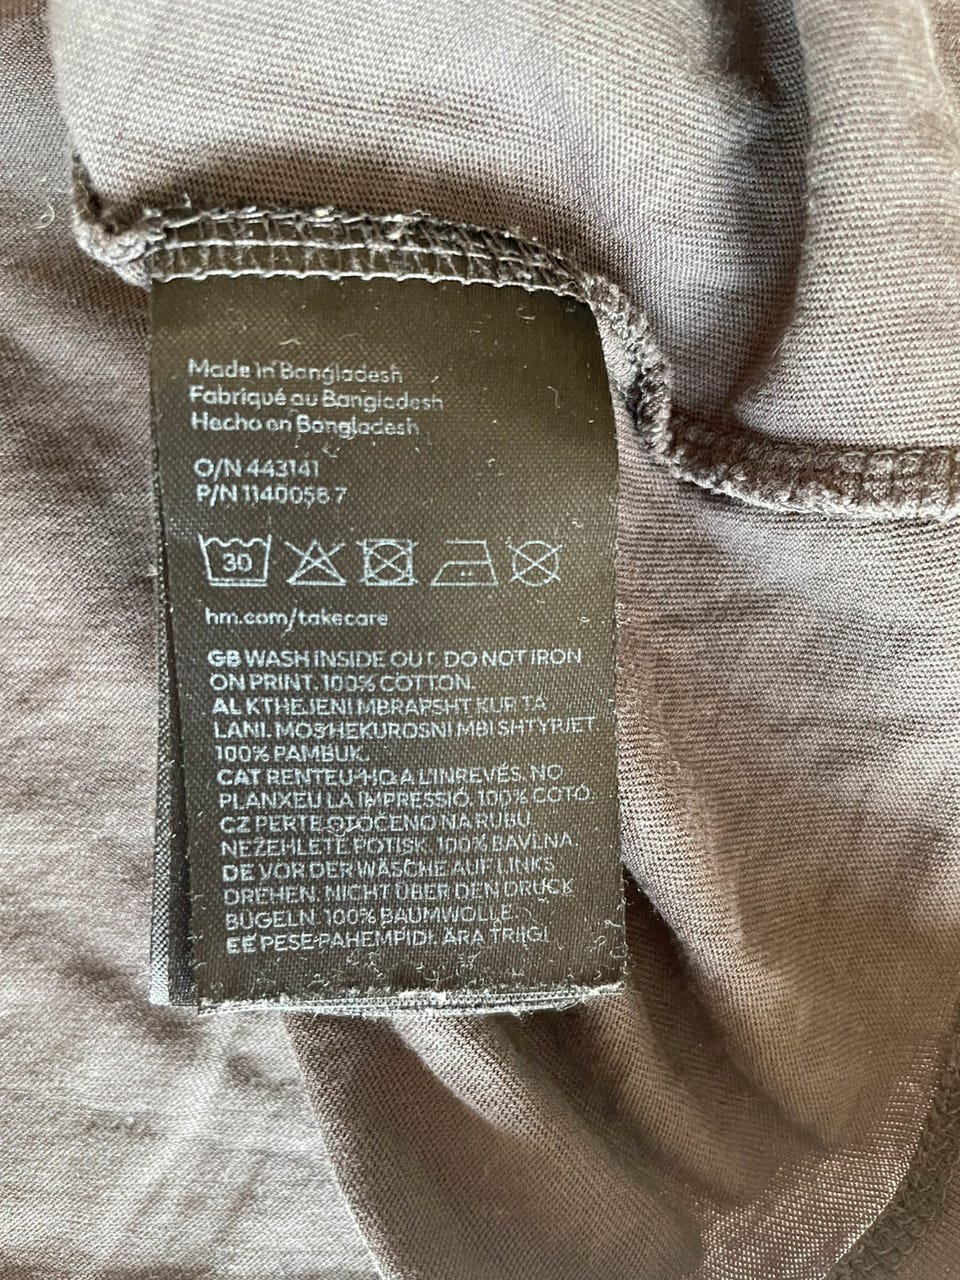 Made in Bangladesh
Fabriqué au Bangladesh
Hecho en Bangladesh
O/N 443141
P/N 1140058 7
30
hm.com/takecare
GB WASH INSIDE OUT. DO NOT IRON
ON PRINT. 100% COTTON.
AL KTHEJENI MBRAPSHT KUR TA
LANI. MOS HEKUROSNI MBI SHTYPJET
100% PAMBUK.
CAT RENTEU-HO A L'INREVÉS. NO
PLANXEU LA IMPRESSIÓ. 100% COTÓ.
CZ PERTE OTOČENO NA RUBU
NEŽEHLETE POTISK. 100% BAVLNA
DE VOR DER WÄSCHE AUF LINKS
DREHEN. NICHT ÜBER DEN DRUCK
BÜGELN. 100% BAUMWOLLE.
EE PESE PAHEMPIDI. ÄRA TRIIGI